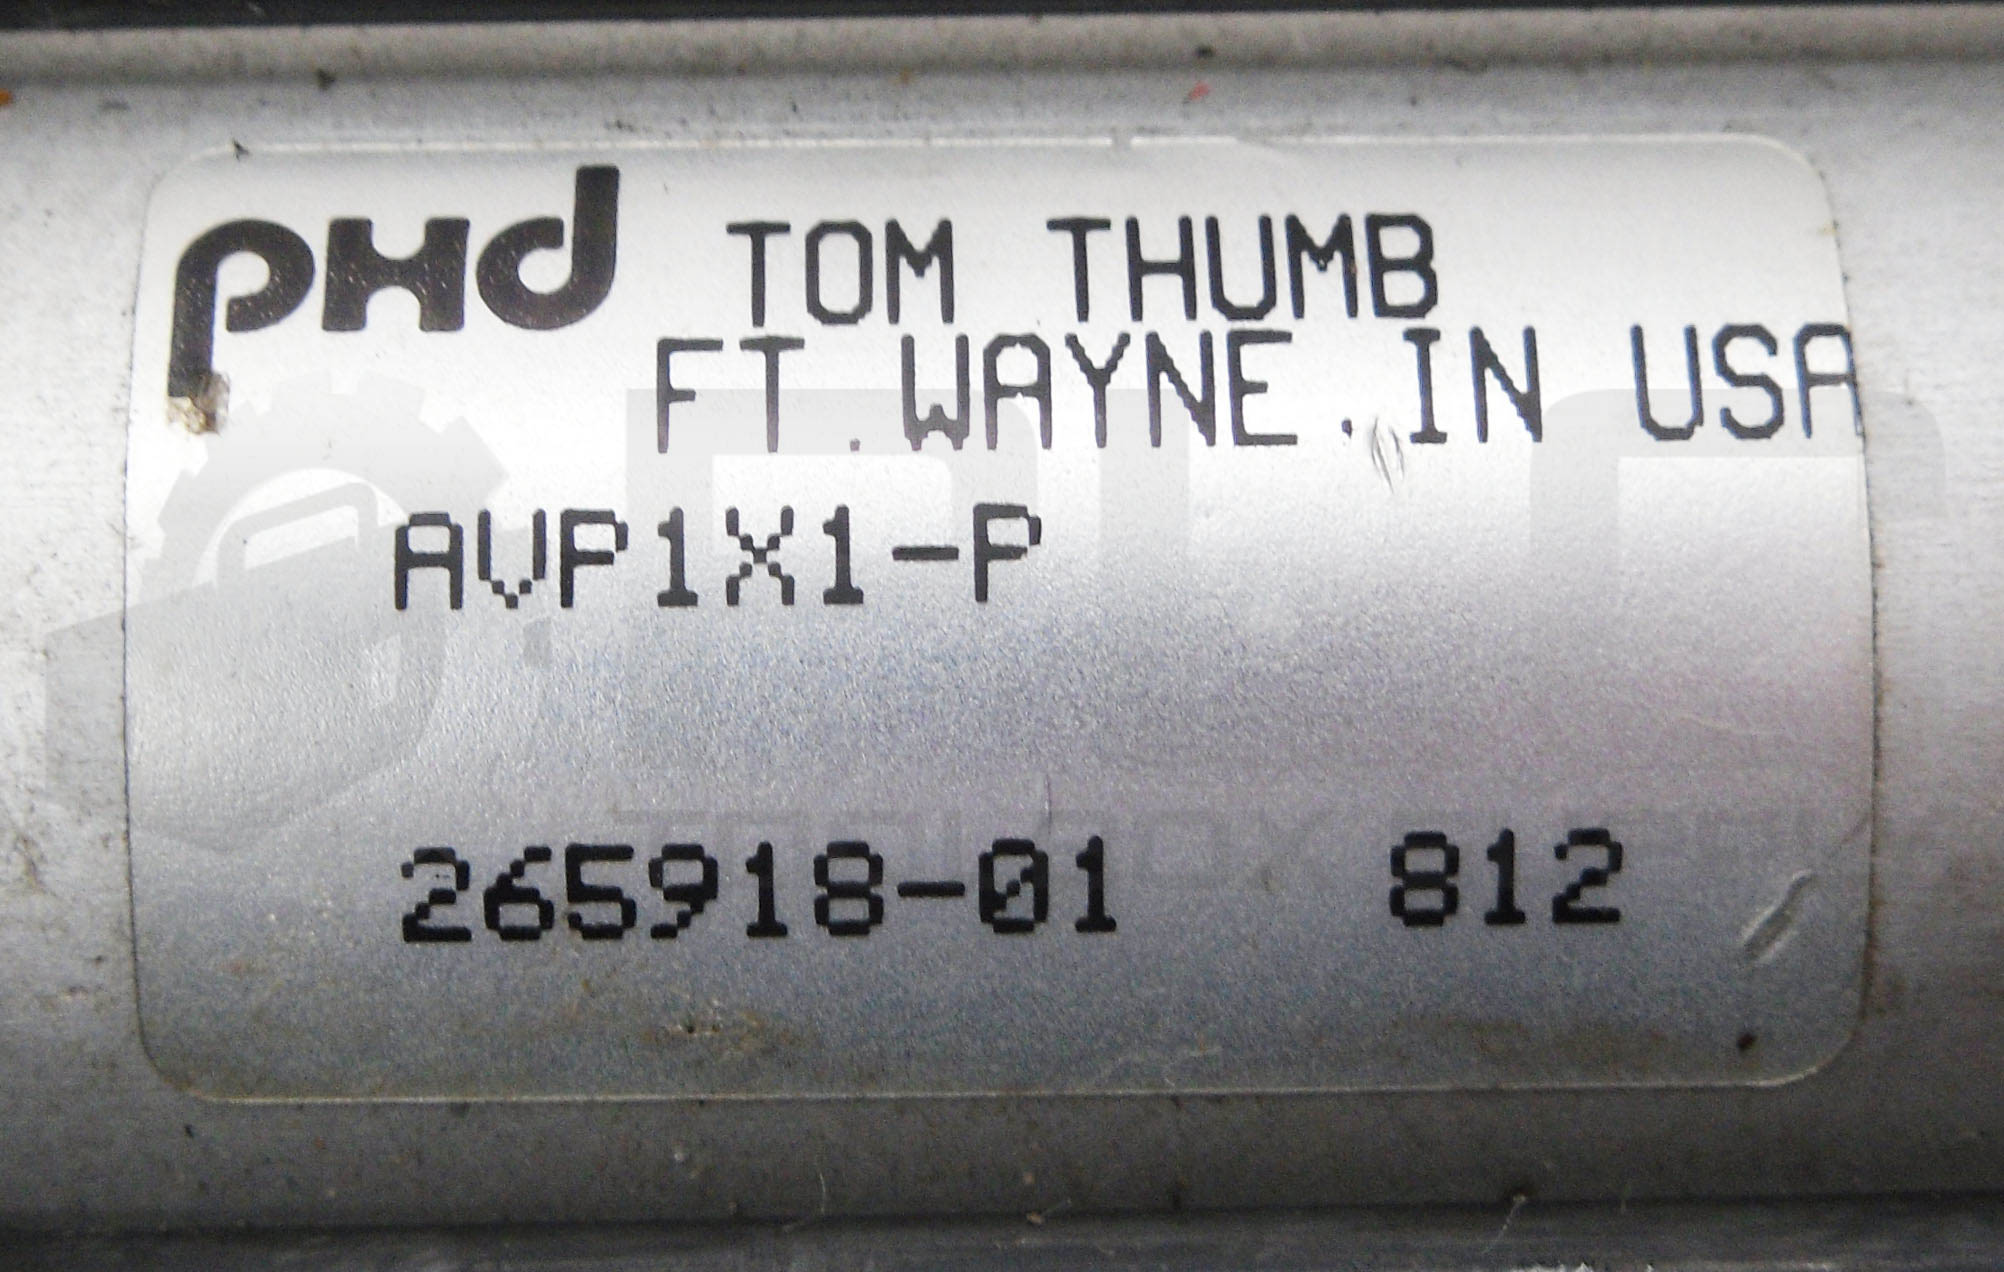 PHD TOM THUMB
FT.WAYNE.IN USA
AVP1X1-P
265918-01 812